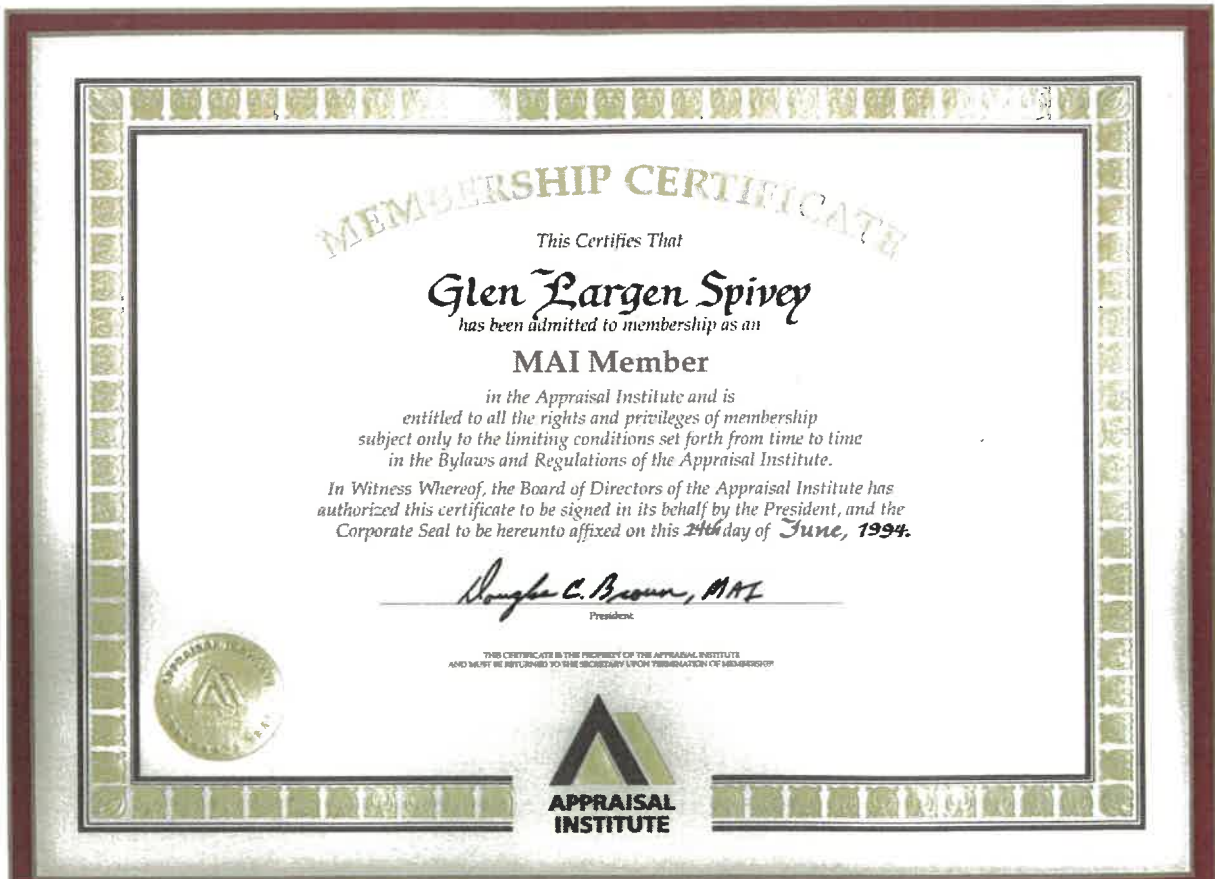 MEMBERSHIP CERTIFICATE
This Certifies That
Glen Largen Spivey
has been admitted to membership as an
MAI Member
in the Appraisal Institute and is
entitled to all the rights and privileges of membership
subject only to the limiting conditions set forth from time to time
in the Bylaws and Regulations of the Appraisal Institute.
In Witness Whereof, the Board of Directors of the Appraisal Institute has
authorized this certificate to be signed in its behalf by the President, and the
Corporate Seal to be hereunto affixed on this 24th day of June, 1994.
Douglas C. Brown, MAI
President
THIS CERTIFICATE IS THE PROPERTY OF THE APPRAISAL INSTITUTE
AND MUST BE RETURNED TO THE SECRETARY UPON TERMINATION OF MEMBERSHIP
APPRAISAL INSTITUTE
APPRAISAL
INSTITUTE